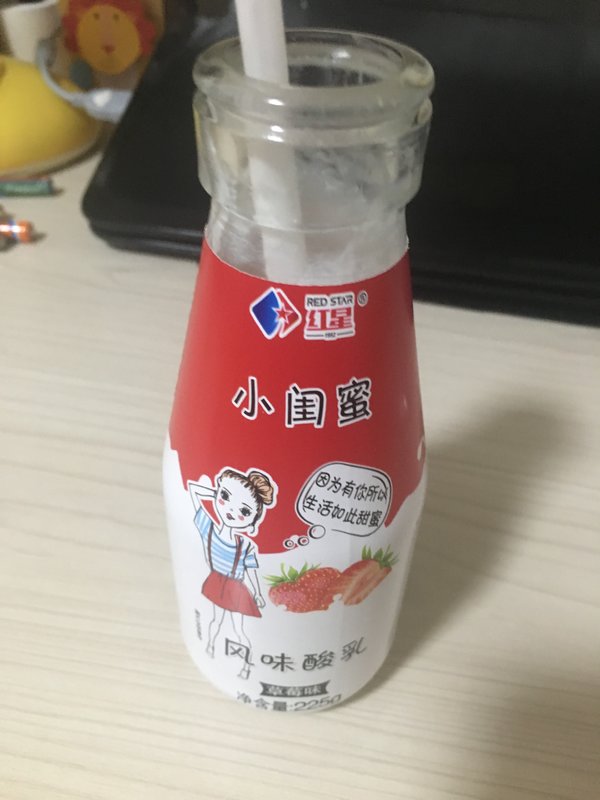 RED STAR
红星
小闺蜜
因为有你所以
生活如此甜蜜
风味酸乳
草莓味
净含量:225g